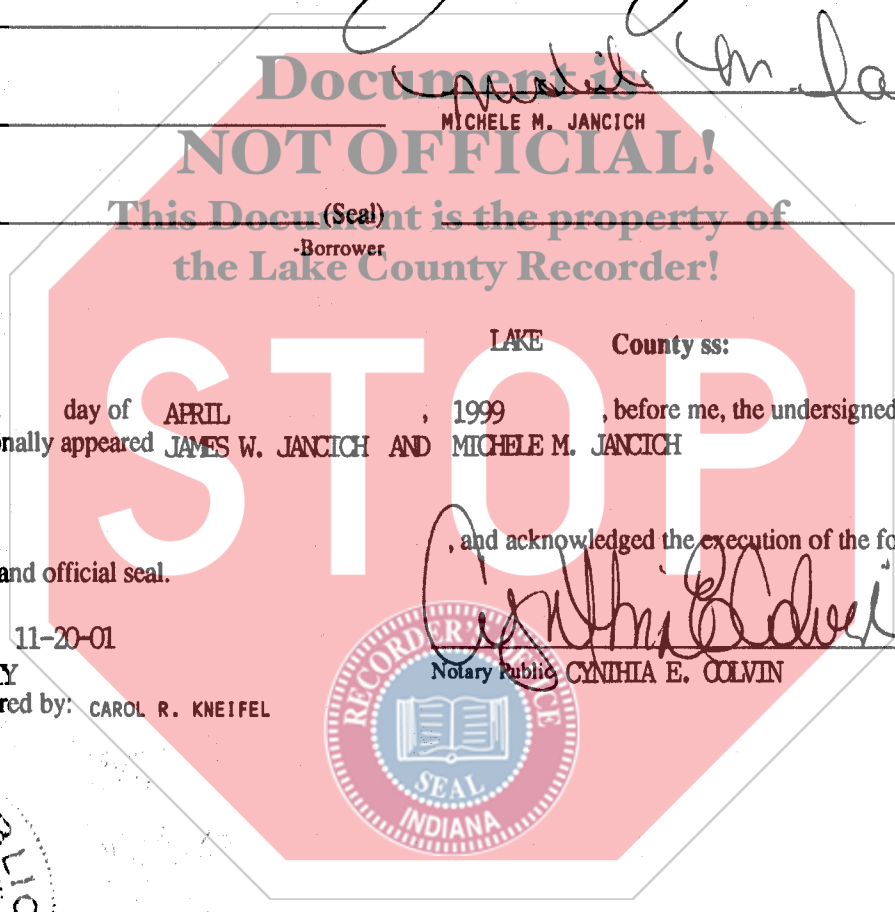 Document is
NOT OFFICIAL!
This Document is the property of
the Lake County Recorder!
STOP
MICHELE M. JANCICH
(Seal)
-Borrower
LAKE County ss:
day of APRIL , 1999 , before me, the undersigned
onally appeared JAMES W. JANCICH AND MICHELE M. JANCICH
, and acknowledged the execution of the fo
and official seal.
11-20-01
Notary Public CYNTHIA E. COLVIN
red by: CAROL R. KNEIFEL
RECORDER'S OFFICE
SEAL
INDIANA